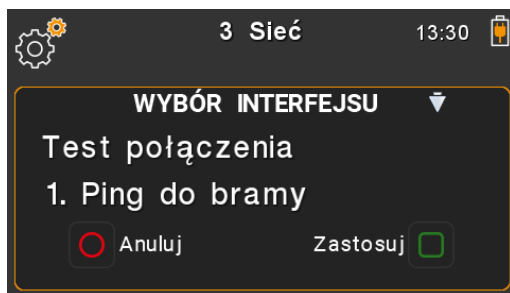 3 Sieć 13:30
WYBÓR INTERFEJSU
Test połączenia
1. Ping do bramy
Anuluj Zastosuj